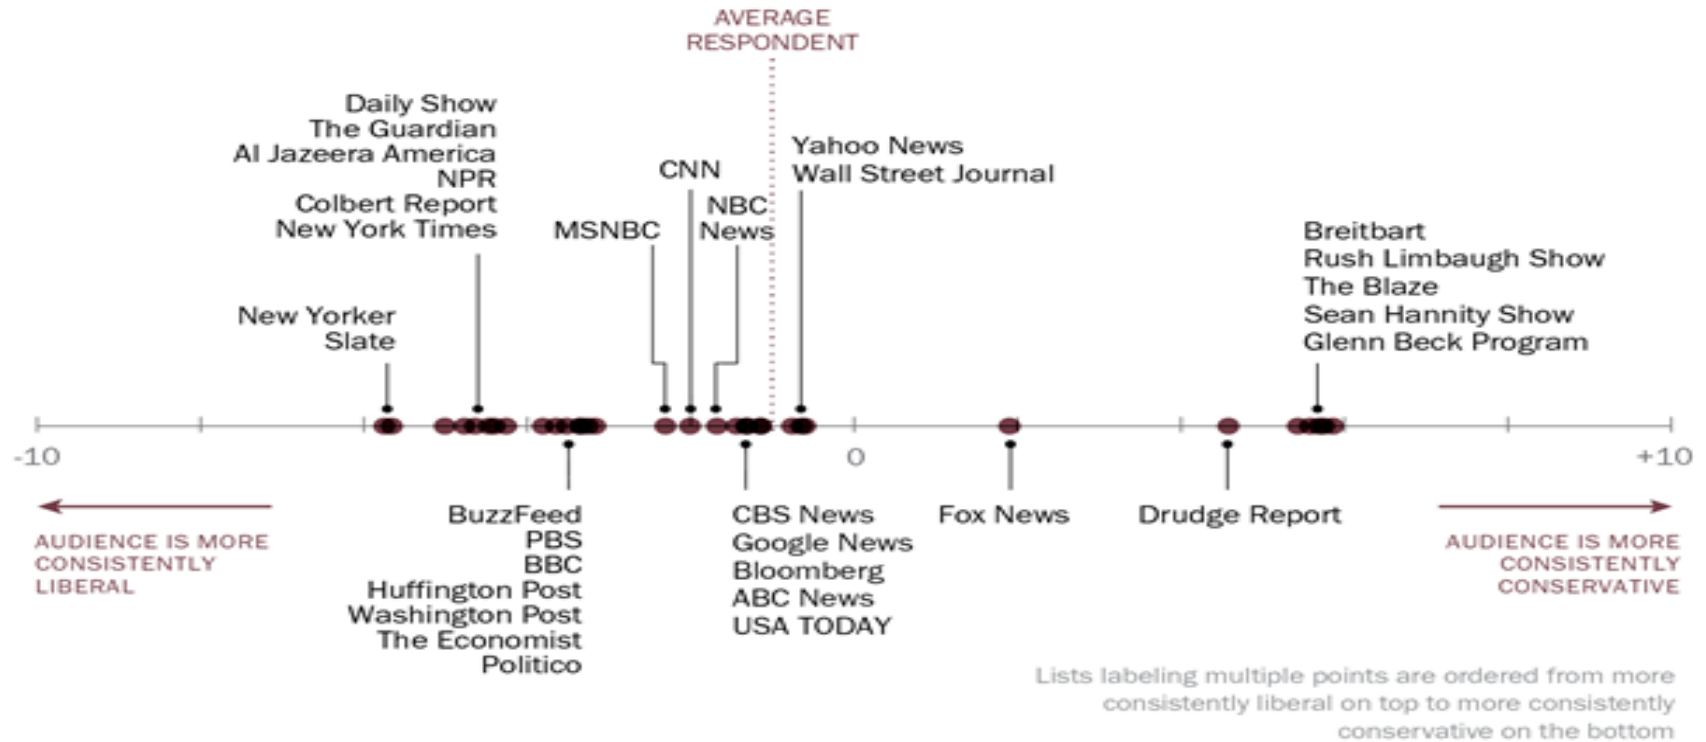 AVERAGE
RESPONDENT
Daily Show
The Guardian
Al Jazeera America
NPR
Colbert Report
New York Times
New Yorker
Slate
MSNBC
CNN
NBC
News
Yahoo News
Wall Street Journal
Breitbart
Rush Limbaugh Show
The Blaze
Sean Hannity Show
Glenn Beck Program
-10
0
+10
AUDIENCE IS MORE
CONSISTENTLY
LIBERAL
BuzzFeed
PBS
BBC
Huffington Post
Washington Post
The Economist
Politico
CBS News
Google News
Bloomberg
ABC News
USA TODAY
Fox News
Drudge Report
AUDIENCE IS MORE
CONSISTENTLY
CONSERVATIVE
Lists labeling multiple points are ordered from more
consistently liberal on top to more consistently
conservative on the bottom